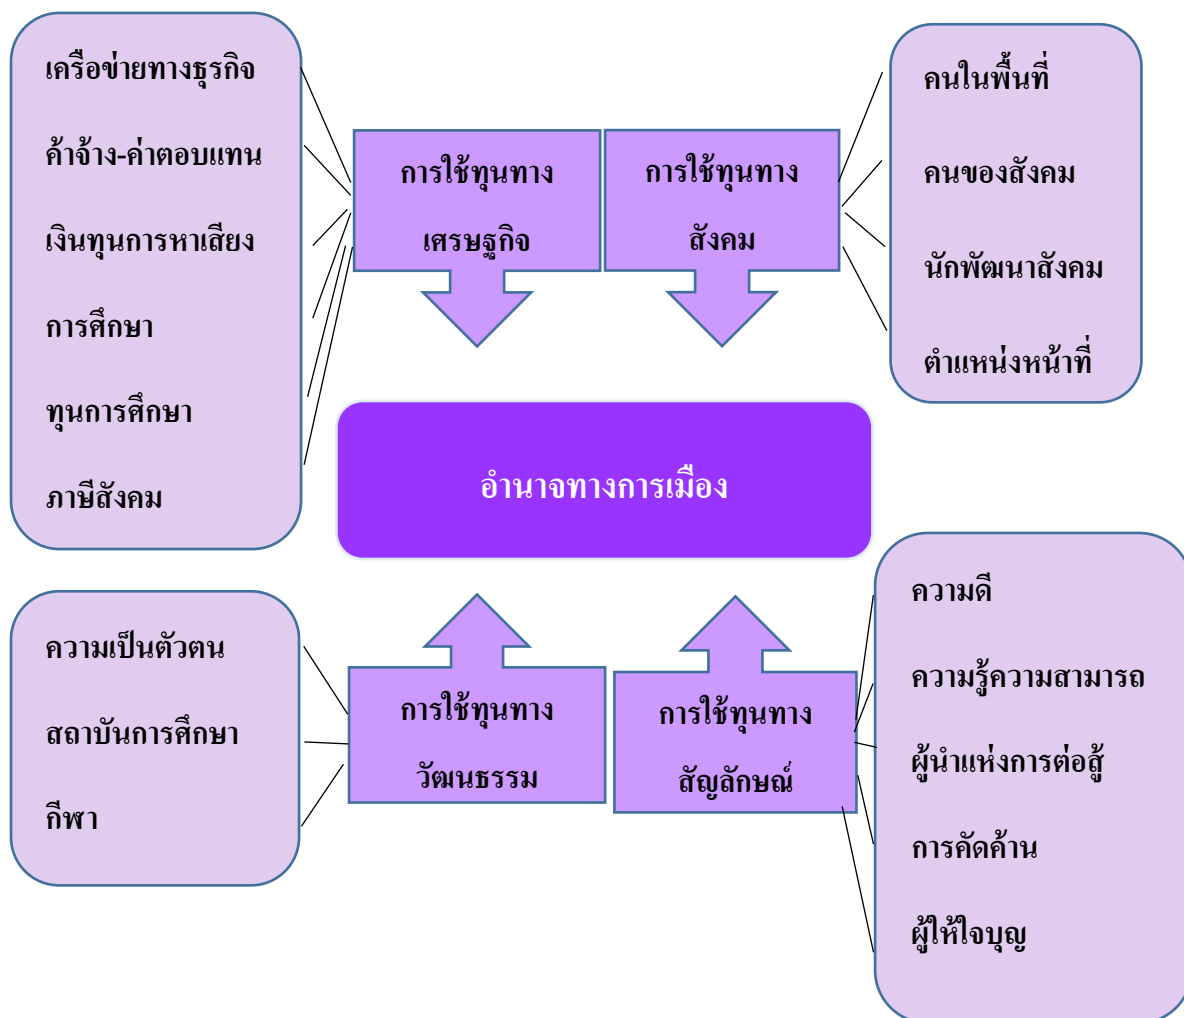 เครือข่ายทางธุรกิจ
ค้าจ้าง-ค่าตอบแทน
เงินทุนการหาเสียง
การศึกษา
ทุนการศึกษา
ภาษีสังคม
การใช้ทุนทาง
เศรษฐกิจ
การใช้ทุนทาง
สังคม
คนในพื้นที่
คนของสังคม
นักพัฒนาสังคม
ตำแหน่งหน้าที่
อำนาจทางการเมือง
ความเป็นตัวตน
สถาบันการศึกษา
กีฬา
การใช้ทุนทาง
วัฒนธรรม
การใช้ทุนทาง
สัญลักษณ์
ความดี
ความรู้ความสามารถ
ผู้นำแห่งการต่อสู้
การคัดค้าน
ผู้ให้ใจบุญ